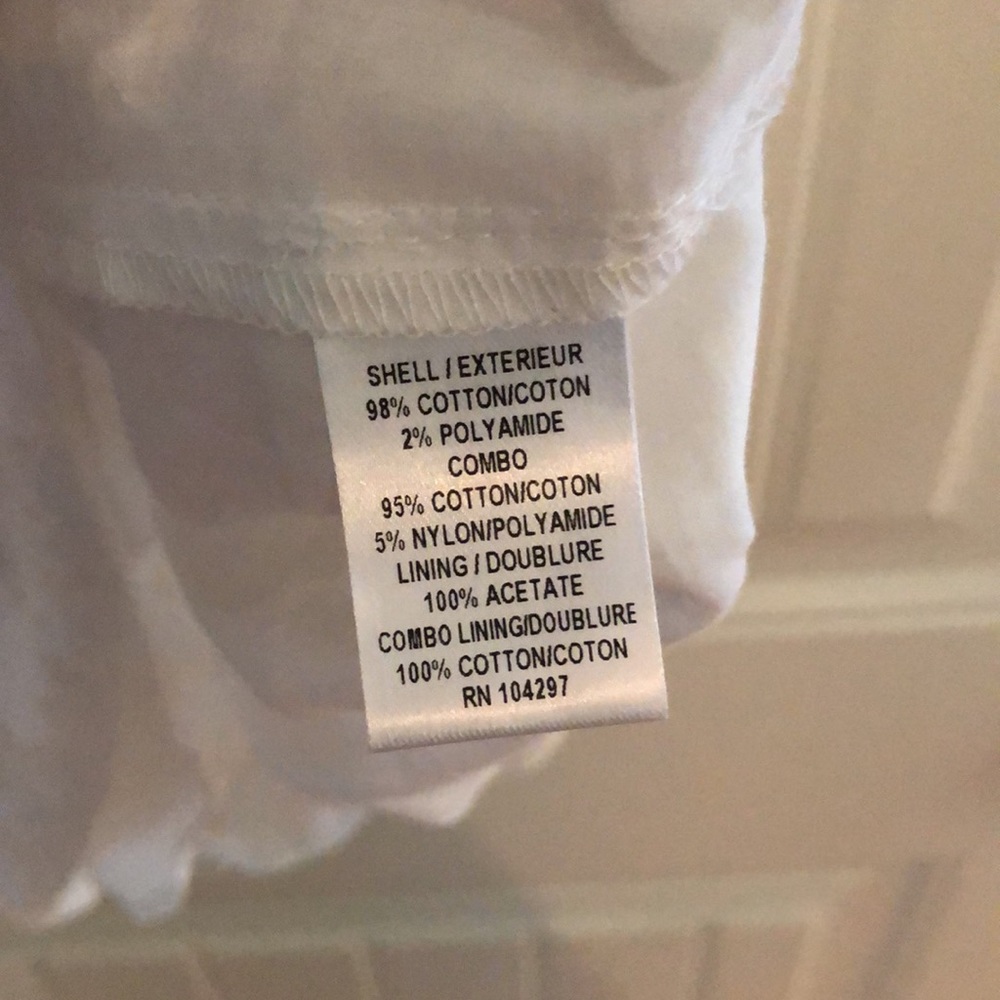 SHELL / EXTERIEUR
98% COTTON/COTON
2% POLYAMIDE
COMBO
95% COTTON/COTON
5% NYLON/POLYAMIDE
LINING / DOUBLURE
100% ACETATE
COMBO LINING/DOUBLURE
100% COTTON/COTON
RN 104297